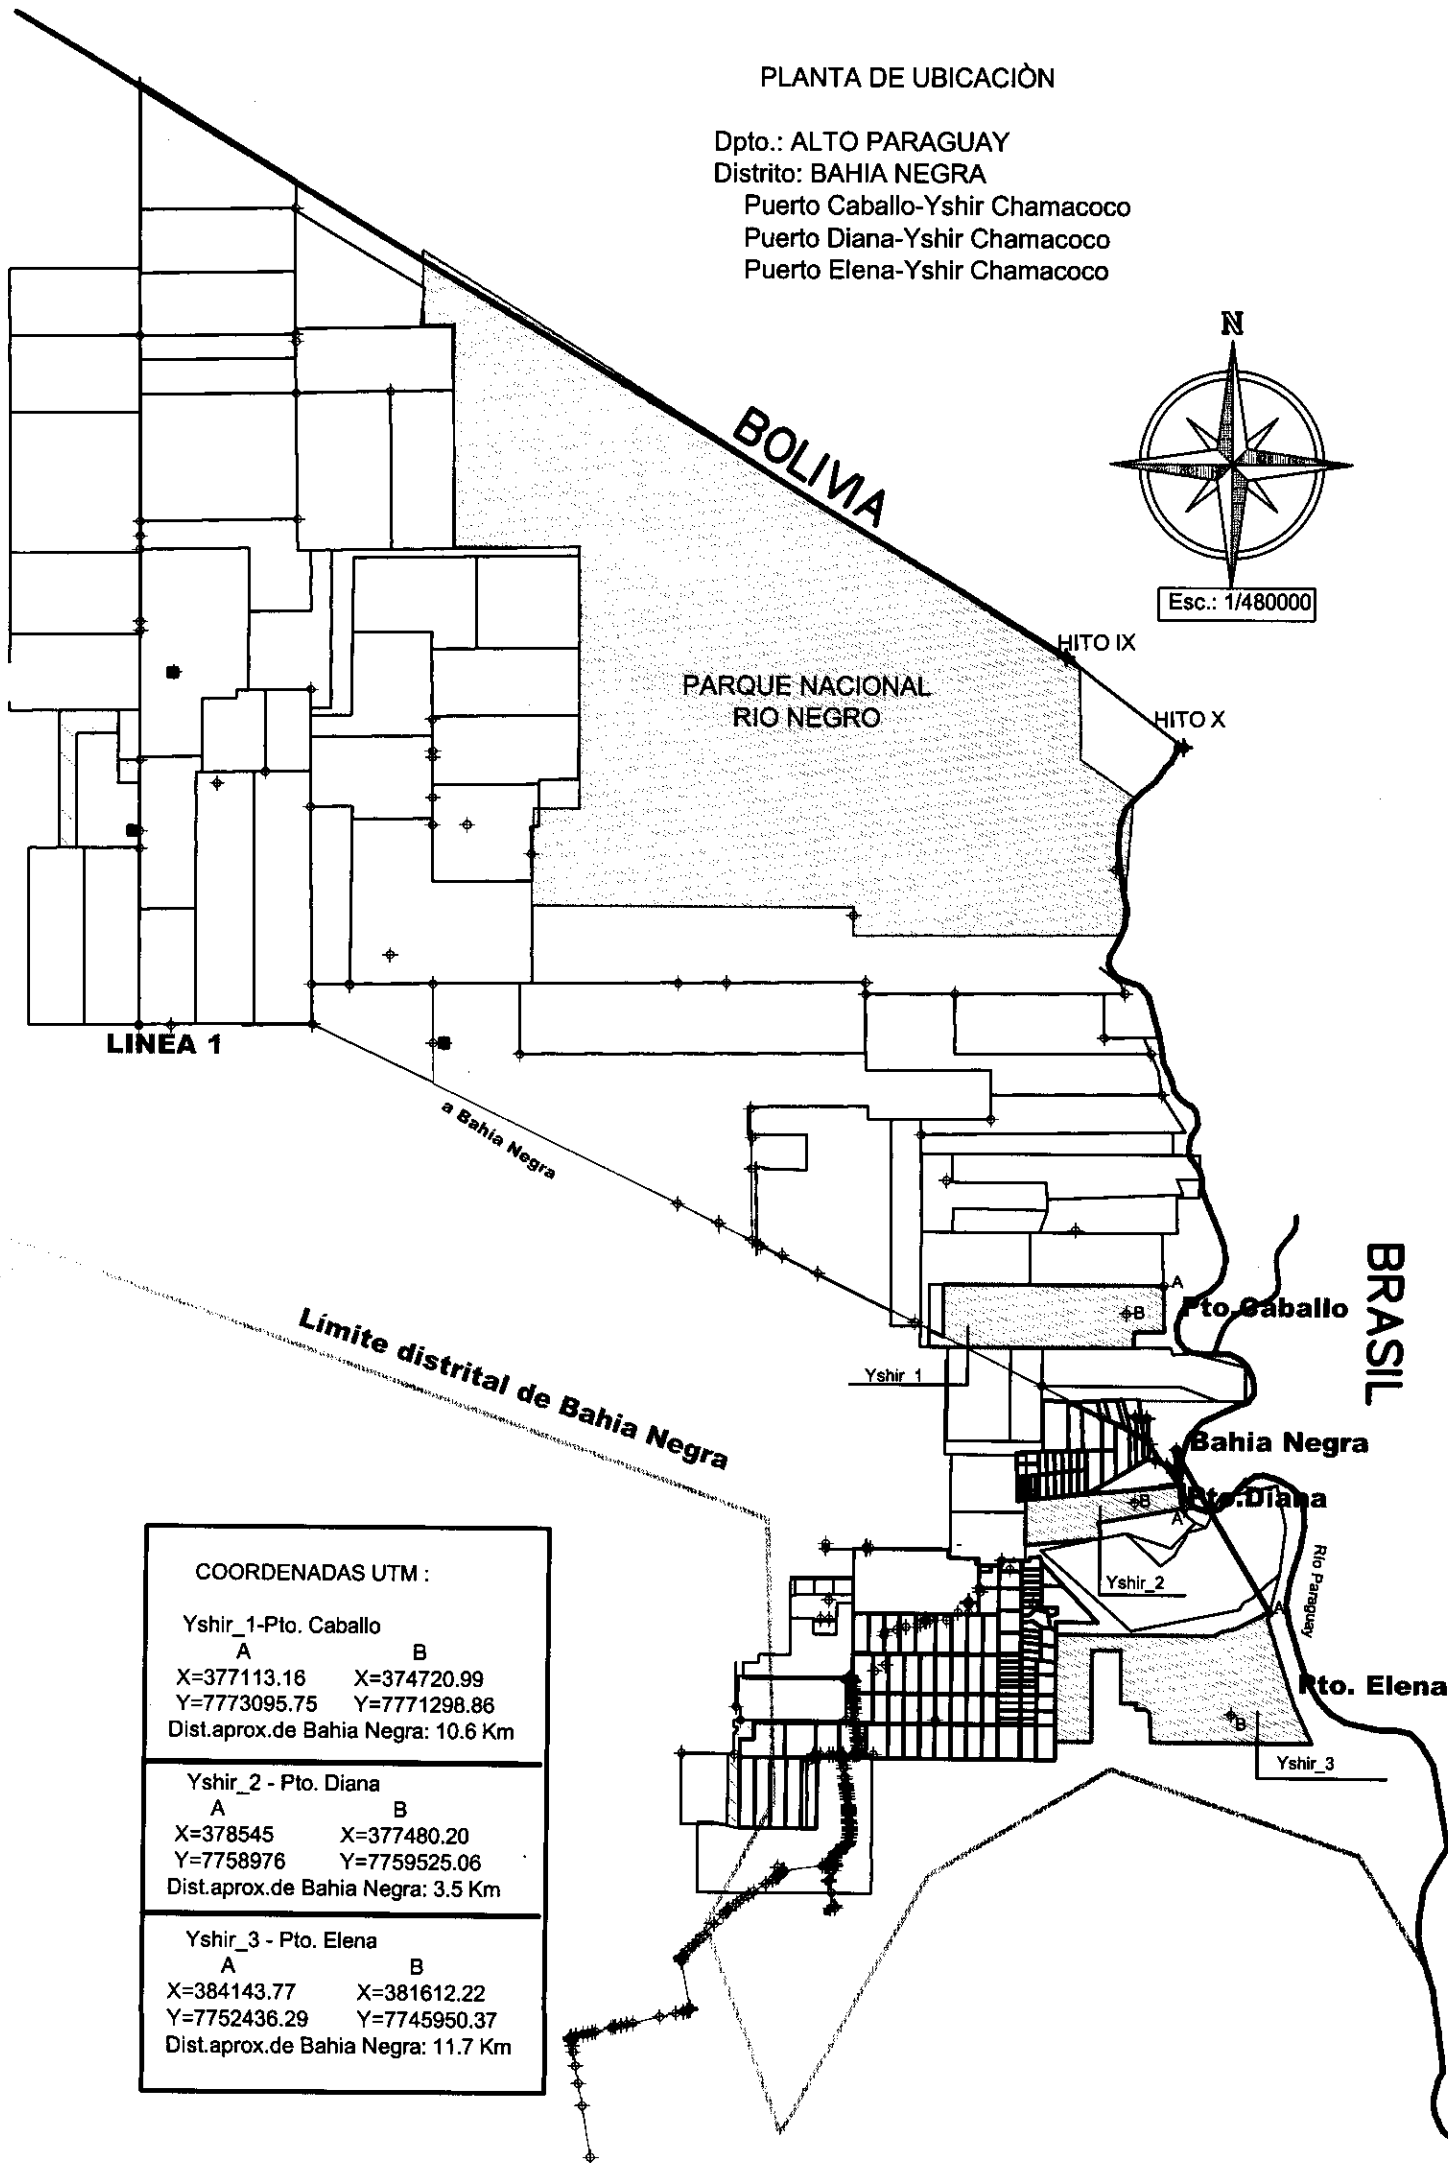 PLANTA DE UBICACIÒN
Dpto.: ALTO PARAGUAY
Distrito: BAHIA NEGRA
Puerto Caballo-Yshir Chamacoco
Puerto Diana-Yshir Chamacoco
Puerto Elena-Yshir Chamacoco
N
Esc.: 1/480000
BOLIVIA
HITO IX
PARQUE NACIONAL
RIO NEGRO
HITO X
LINEA 1
a Bahia Negra
BRASIL
A
B
Pto.Caballo
Yshir_1
Límite distrital de Bahia Negra
Bahia Negra
B
Pto.Diana
A
Río Paraguay
Yshir_2
A
Pto. Elena
B
Yshir_3
COORDENADAS UTM :
Yshir_1-Pto. Caballo
A B
X=377113.16 X=374720.99
Y=7773095.75 Y=7771298.86
Dist.aprox.de Bahia Negra: 10.6 Km
Yshir_2 - Pto. Diana
A B
X=378545 X=377480.20
Y=7758976 Y=7759525.06
Dist.aprox.de Bahia Negra: 3.5 Km
Yshir_3 - Pto. Elena
A B
X=384143.77 X=381612.22
Y=7752436.29 Y=7745950.37
Dist.aprox.de Bahia Negra: 11.7 Km